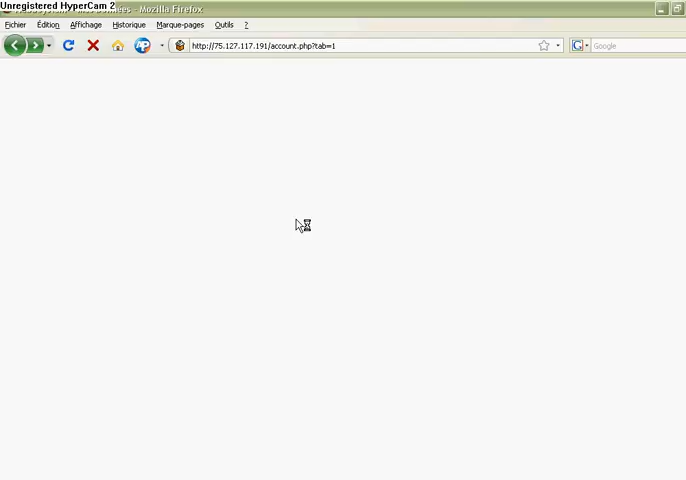 Unregistered HyperCam 2
données - Mozilla Firefox
Fichier Édition Affichage Historique Marque-pages Outils ?
http://75.127.117.191/account.php?tab=1 Google